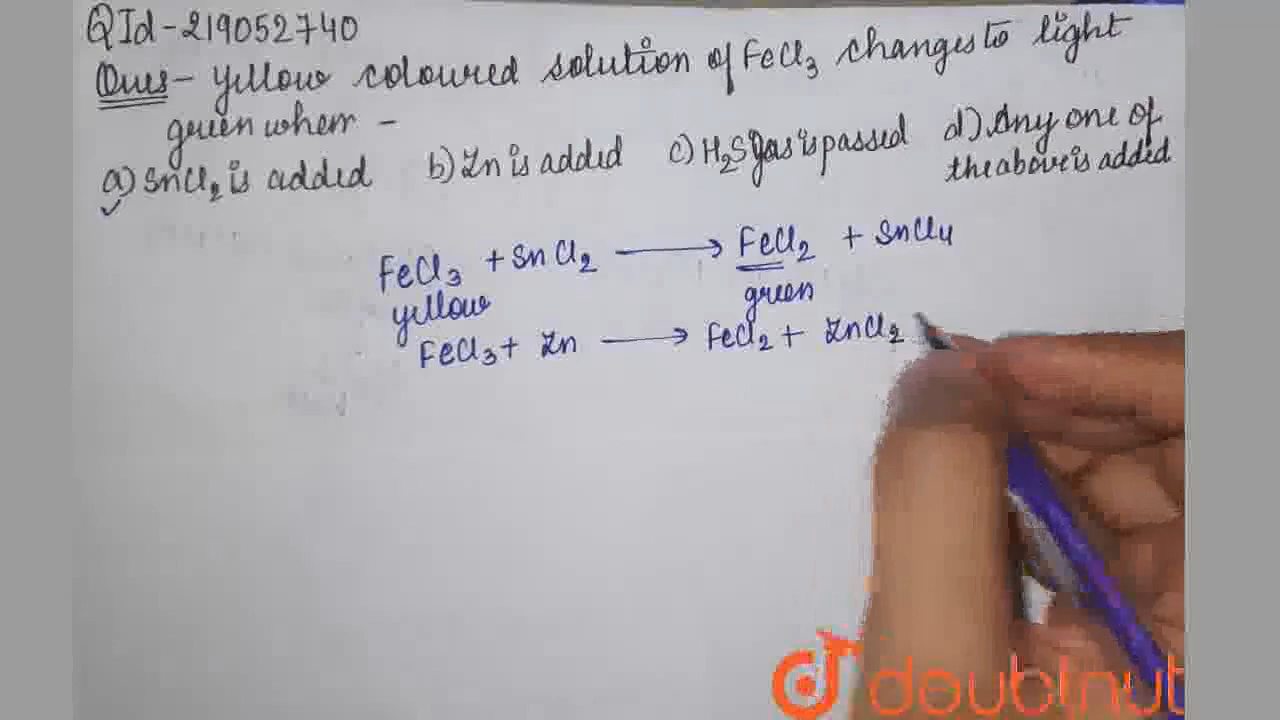 QId-219052740
Ques- yellow coloured solution of FeCl3 changes to light
green when -
a) SnCl2 is added b) Zn is added c) H2S gas is passed d) Any one of
the above is added
FeCl3 + SnCl2 ⟶ FeCl2 + SnCl4
yellow green
FeCl3 + Zn ⟶ FeCl2 + ZnCl2
doubtnut